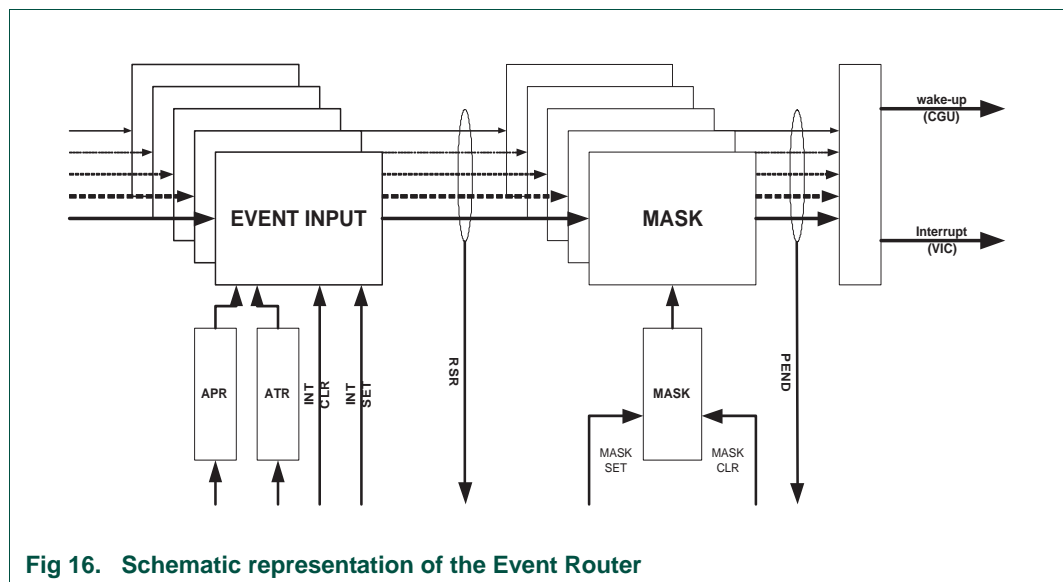 wake-up
(CGU)
EVENT INPUT
MASK
Interrupt
(VIC)
APR
ATR
INT
CLR
INT
SET
RSR
MASK
PEND
MASK
SET
MASK
CLR
Fig 16. Schematic representation of the Event Router